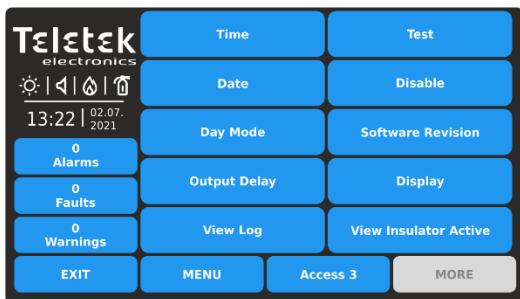 Teletek
electronics
13:22
02.07.
2021
0
Alarms
0
Faults
0
Warnings
EXIT
Time
Test
Date
Disable
Day Mode
Software Revision
Output Delay
Display
View Log
View Insulator Active
MENU
Access 3
MORE